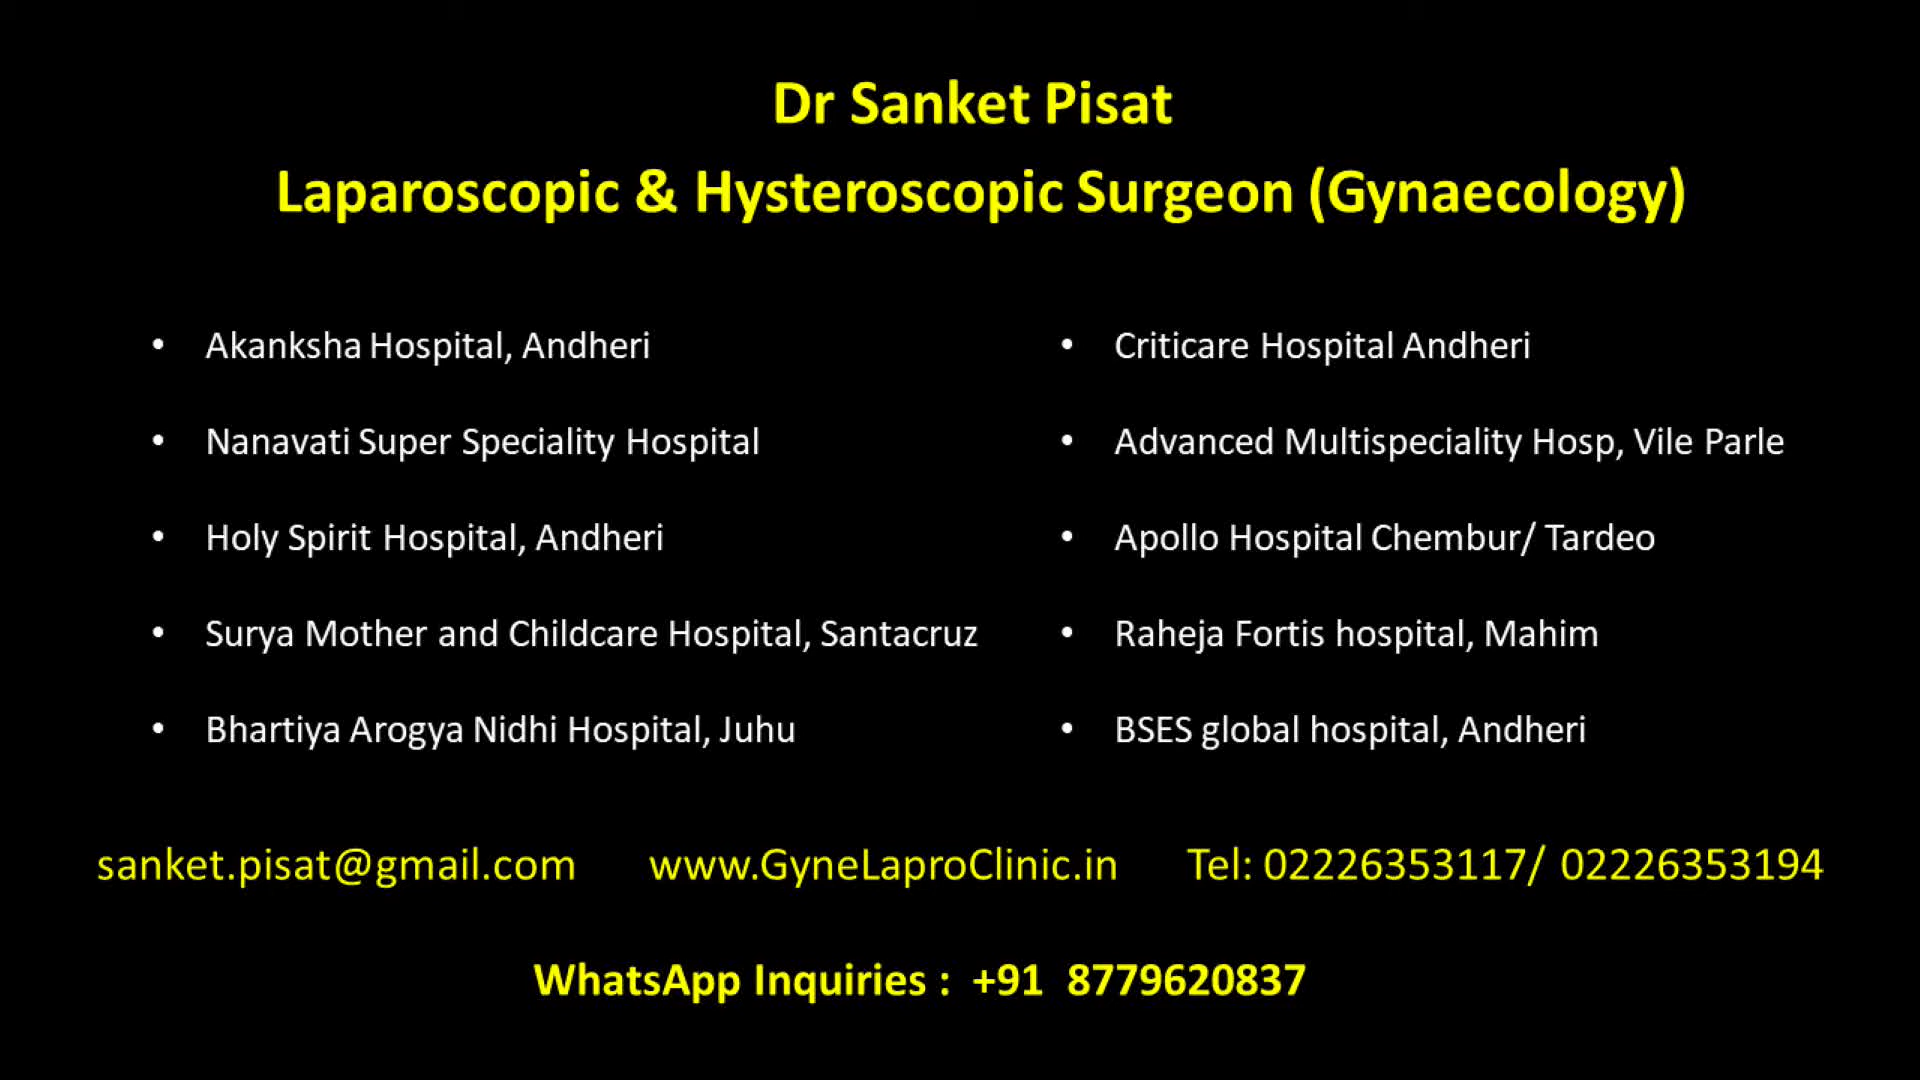 Dr Sanket Pisat
Laparoscopic & Hysteroscopic Surgeon (Gynaecology)
• Akanksha Hospital, Andheri
• Nanavati Super Speciality Hospital
• Holy Spirit Hospital, Andheri
• Surya Mother and Childcare Hospital, Santacruz
• Bhartiya Arogya Nidhi Hospital, Juhu
• Criticare Hospital Andheri
• Advanced Multispeciality Hosp, Vile Parle
• Apollo Hospital Chembur/ Tardeo
• Raheja Fortis hospital, Mahim
• BSES global hospital, Andheri
sanket.pisat@gmail.com www.GyneLaproClinic.in Tel: 02226353117/ 02226353194
WhatsApp Inquiries : +91 8779620837